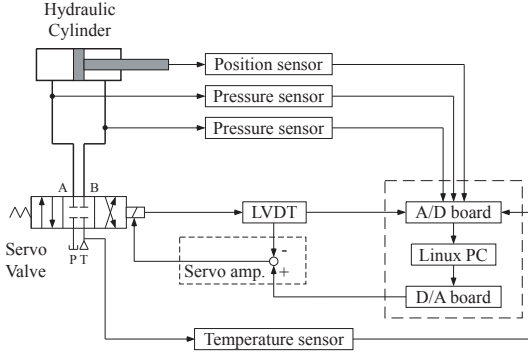 Hydraulic
Cylinder
Position sensor
Pressure sensor
Pressure sensor
A B
LVDT
A/D board
Servo
Valve
P T
Servo amp.
-
+
Linux PC
D/A board
Temperature sensor